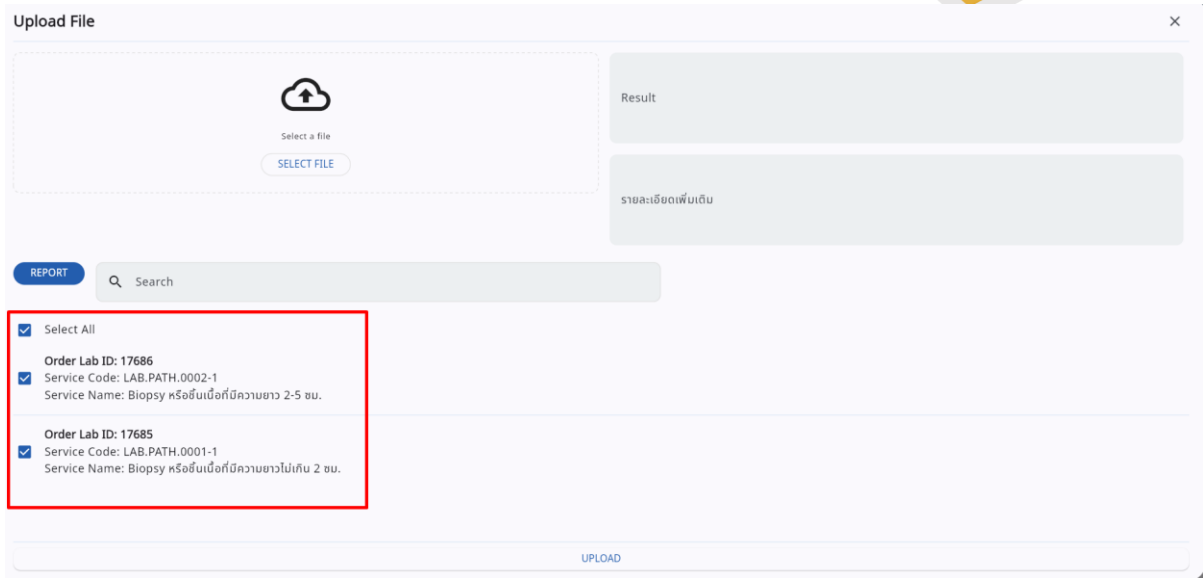 Upload File
Select a file
SELECT FILE
Result
รายละเอียดเพิ่มเติม
REPORT
Search
Select All
Order Lab ID: 17686
Service Code: LAB.PATH.0002-1
Service Name: Biopsy หรือชิ้นเนื้อที่มีความยาว 2-5 ซม.
Order Lab ID: 17685
Service Code: LAB.PATH.0001-1
Service Name: Biopsy หรือชิ้นเนื้อที่มีความยาวไม่เกิน 2 ซม.
UPLOAD